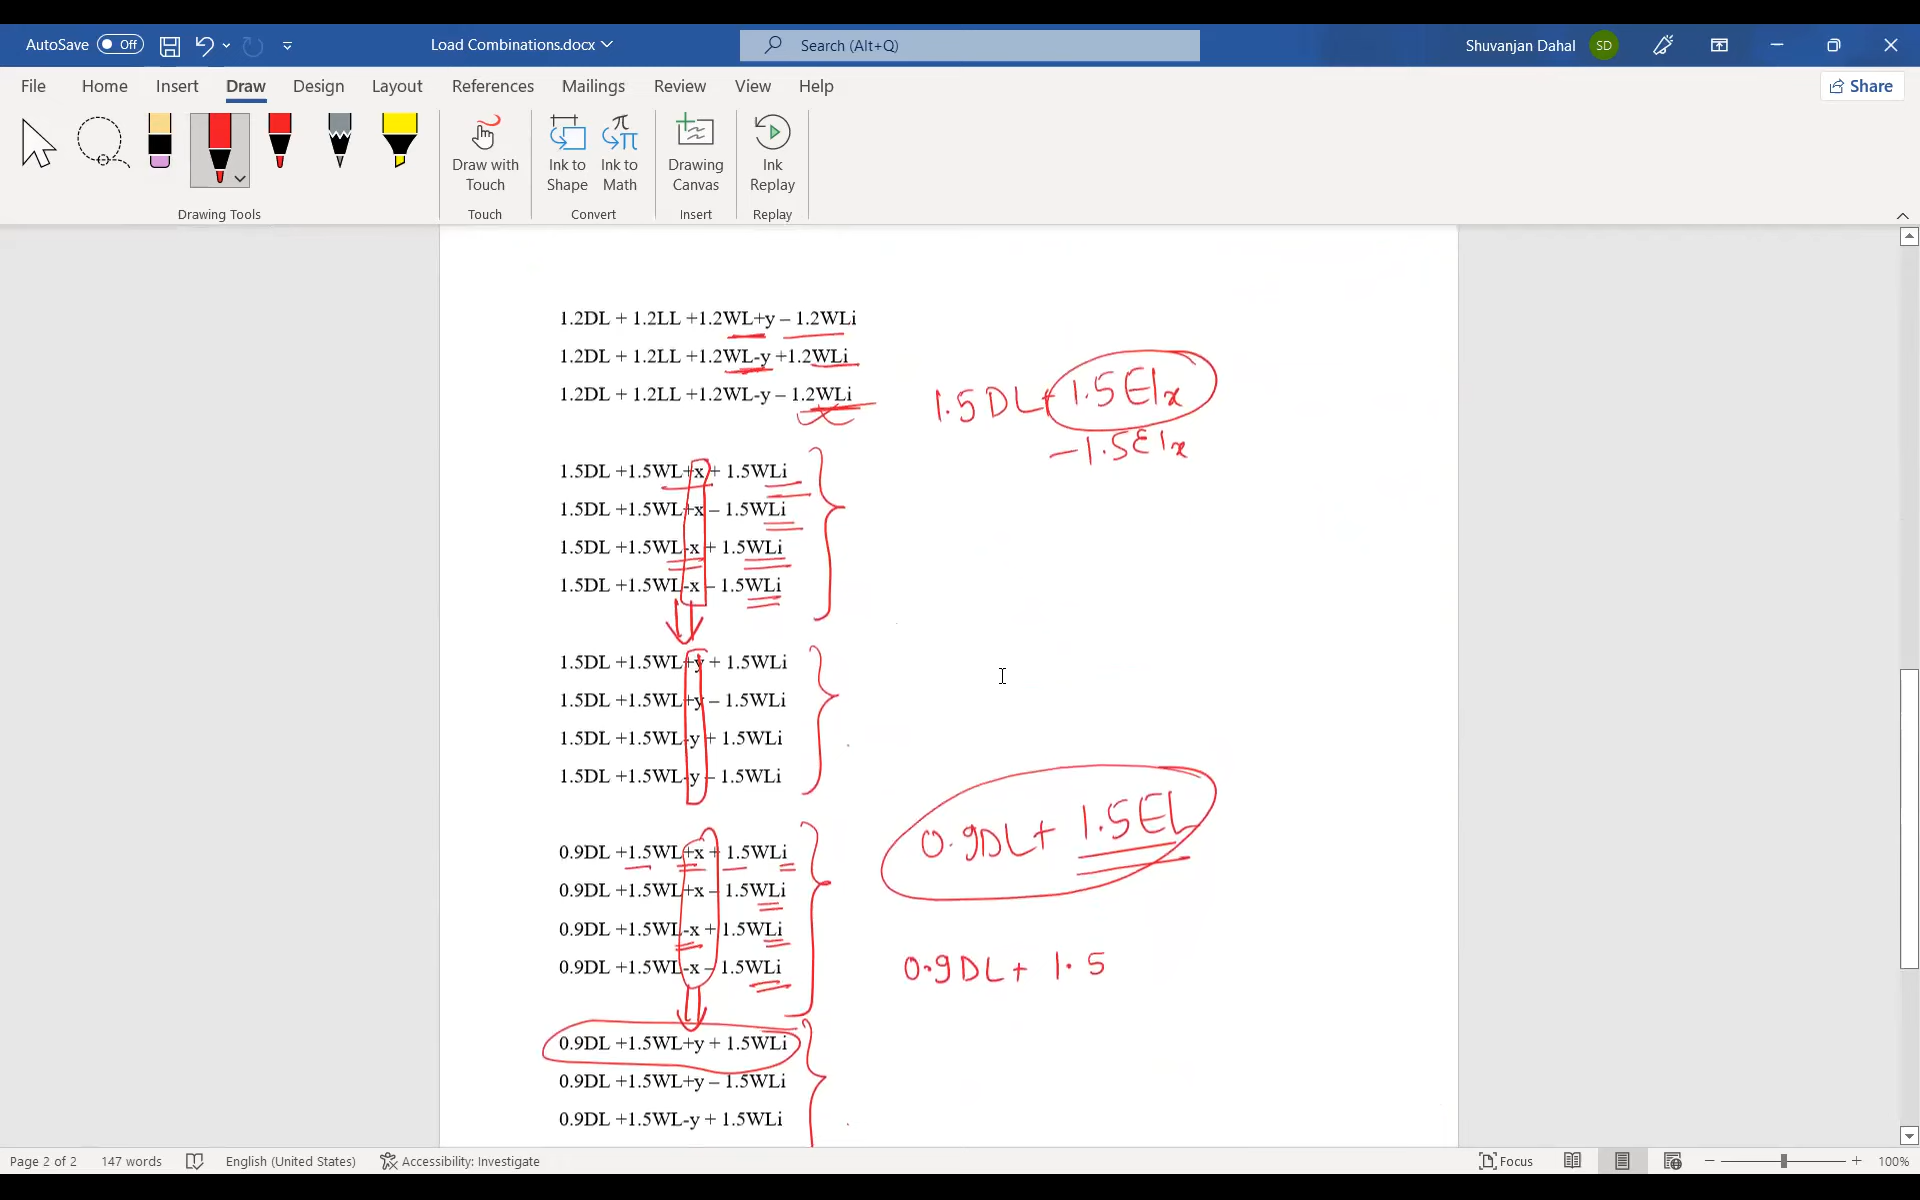 AutoSave Off Load Combinations.docx Search (Alt+Q) Shuvanjan Dahal SD
File Home Insert Draw Design Layout References Mailings Review View Help Share
Draw with Touch
Ink to Shape
Ink to Math
Drawing Canvas
Ink Replay
Drawing Tools Touch Convert Insert Replay
1.2DL + 1.2LL +1.2WL+y – 1.2WLi
1.2DL + 1.2LL +1.2WL-y +1.2WLi
1.2DL + 1.2LL +1.2WL-y – 1.2WLi
1.5DL + 1.5Elx
-1.5Elx
1.5DL +1.5WL+x + 1.5WLi
1.5DL +1.5WL+x – 1.5WLi
1.5DL +1.5WL-x + 1.5WLi
1.5DL +1.5WL-x – 1.5WLi
1.5DL +1.5WL+y + 1.5WLi
1.5DL +1.5WL+y – 1.5WLi
1.5DL +1.5WL-y + 1.5WLi
1.5DL +1.5WL-y – 1.5WLi
0.9DL + 1.5EL
0.9DL +1.5WL+x + 1.5WLi
0.9DL +1.5WL+x – 1.5WLi
0.9DL +1.5WL-x + 1.5WLi
0.9DL +1.5WL-x – 1.5WLi
0.9DL + 1.5
0.9DL +1.5WL+y + 1.5WLi
0.9DL +1.5WL+y – 1.5WLi
0.9DL +1.5WL-y + 1.5WLi
Page 2 of 2 147 words English (United States) Accessibility: Investigate Focus 100%